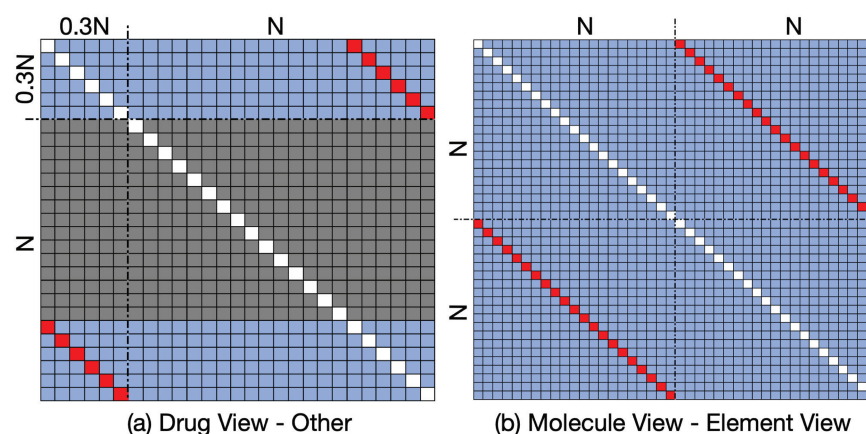 0.3N N N N
0.3N
N
N
N
(a) Drug View - Other
(b) Molecule View - Element View